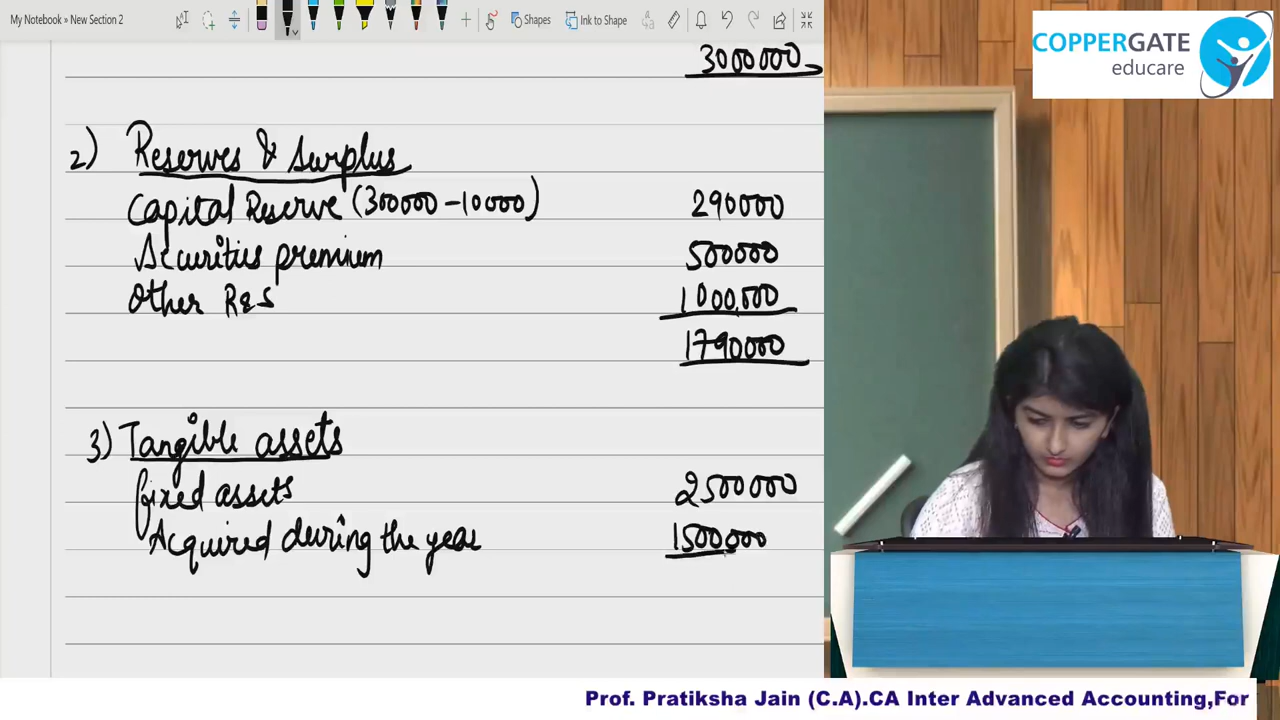 My Notebook » New Section 2
Shapes
Ink to Shape
COPPERGATE
educare
3000000
2) Reserves & Surplus
Capital Reserve (300000-10000) 290000
Securities premium 500000
Other R&S 1000,000
1790000
3) Tangible assets
fixed assets 2500000
Acquired during the year 1500000
Prof. Pratiksha Jain (C.A).CA Inter Advanced Accounting,For